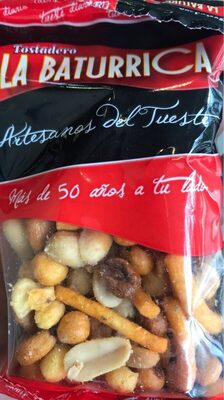 Tostadero
LA BATURRICA
Artesanos Del Tueste
Más de 50 años a tu lado